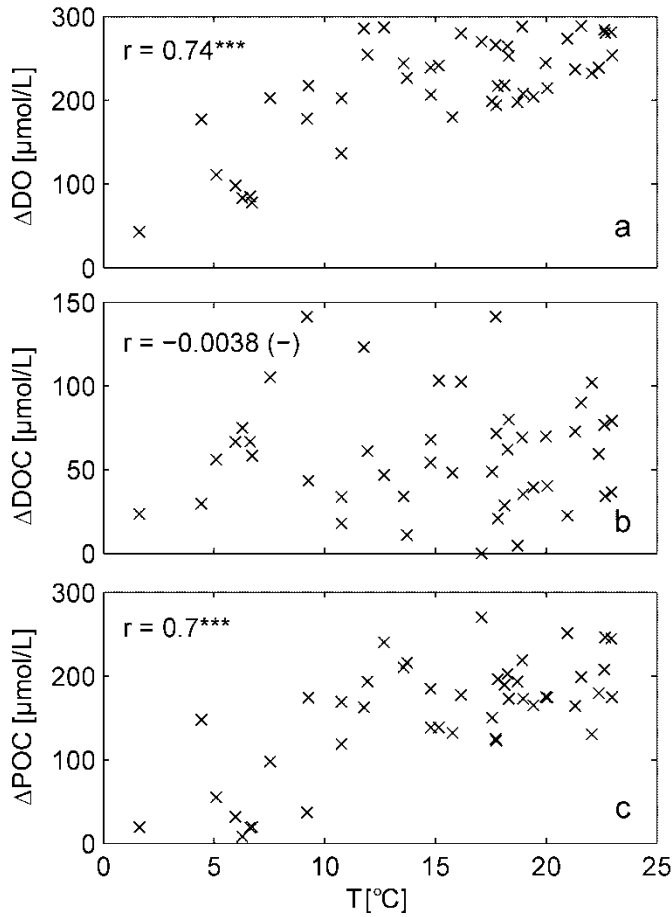 300
r = 0.74***
200
ΔDO [µmol/L]
100
a
0
150
r = −0.0038 (−)
100
ΔDOC [µmol/L]
50
b
0
300
r = 0.7***
200
ΔPOC [µmol/L]
100
c
0
0 5 10 15 20 25
T[°C]